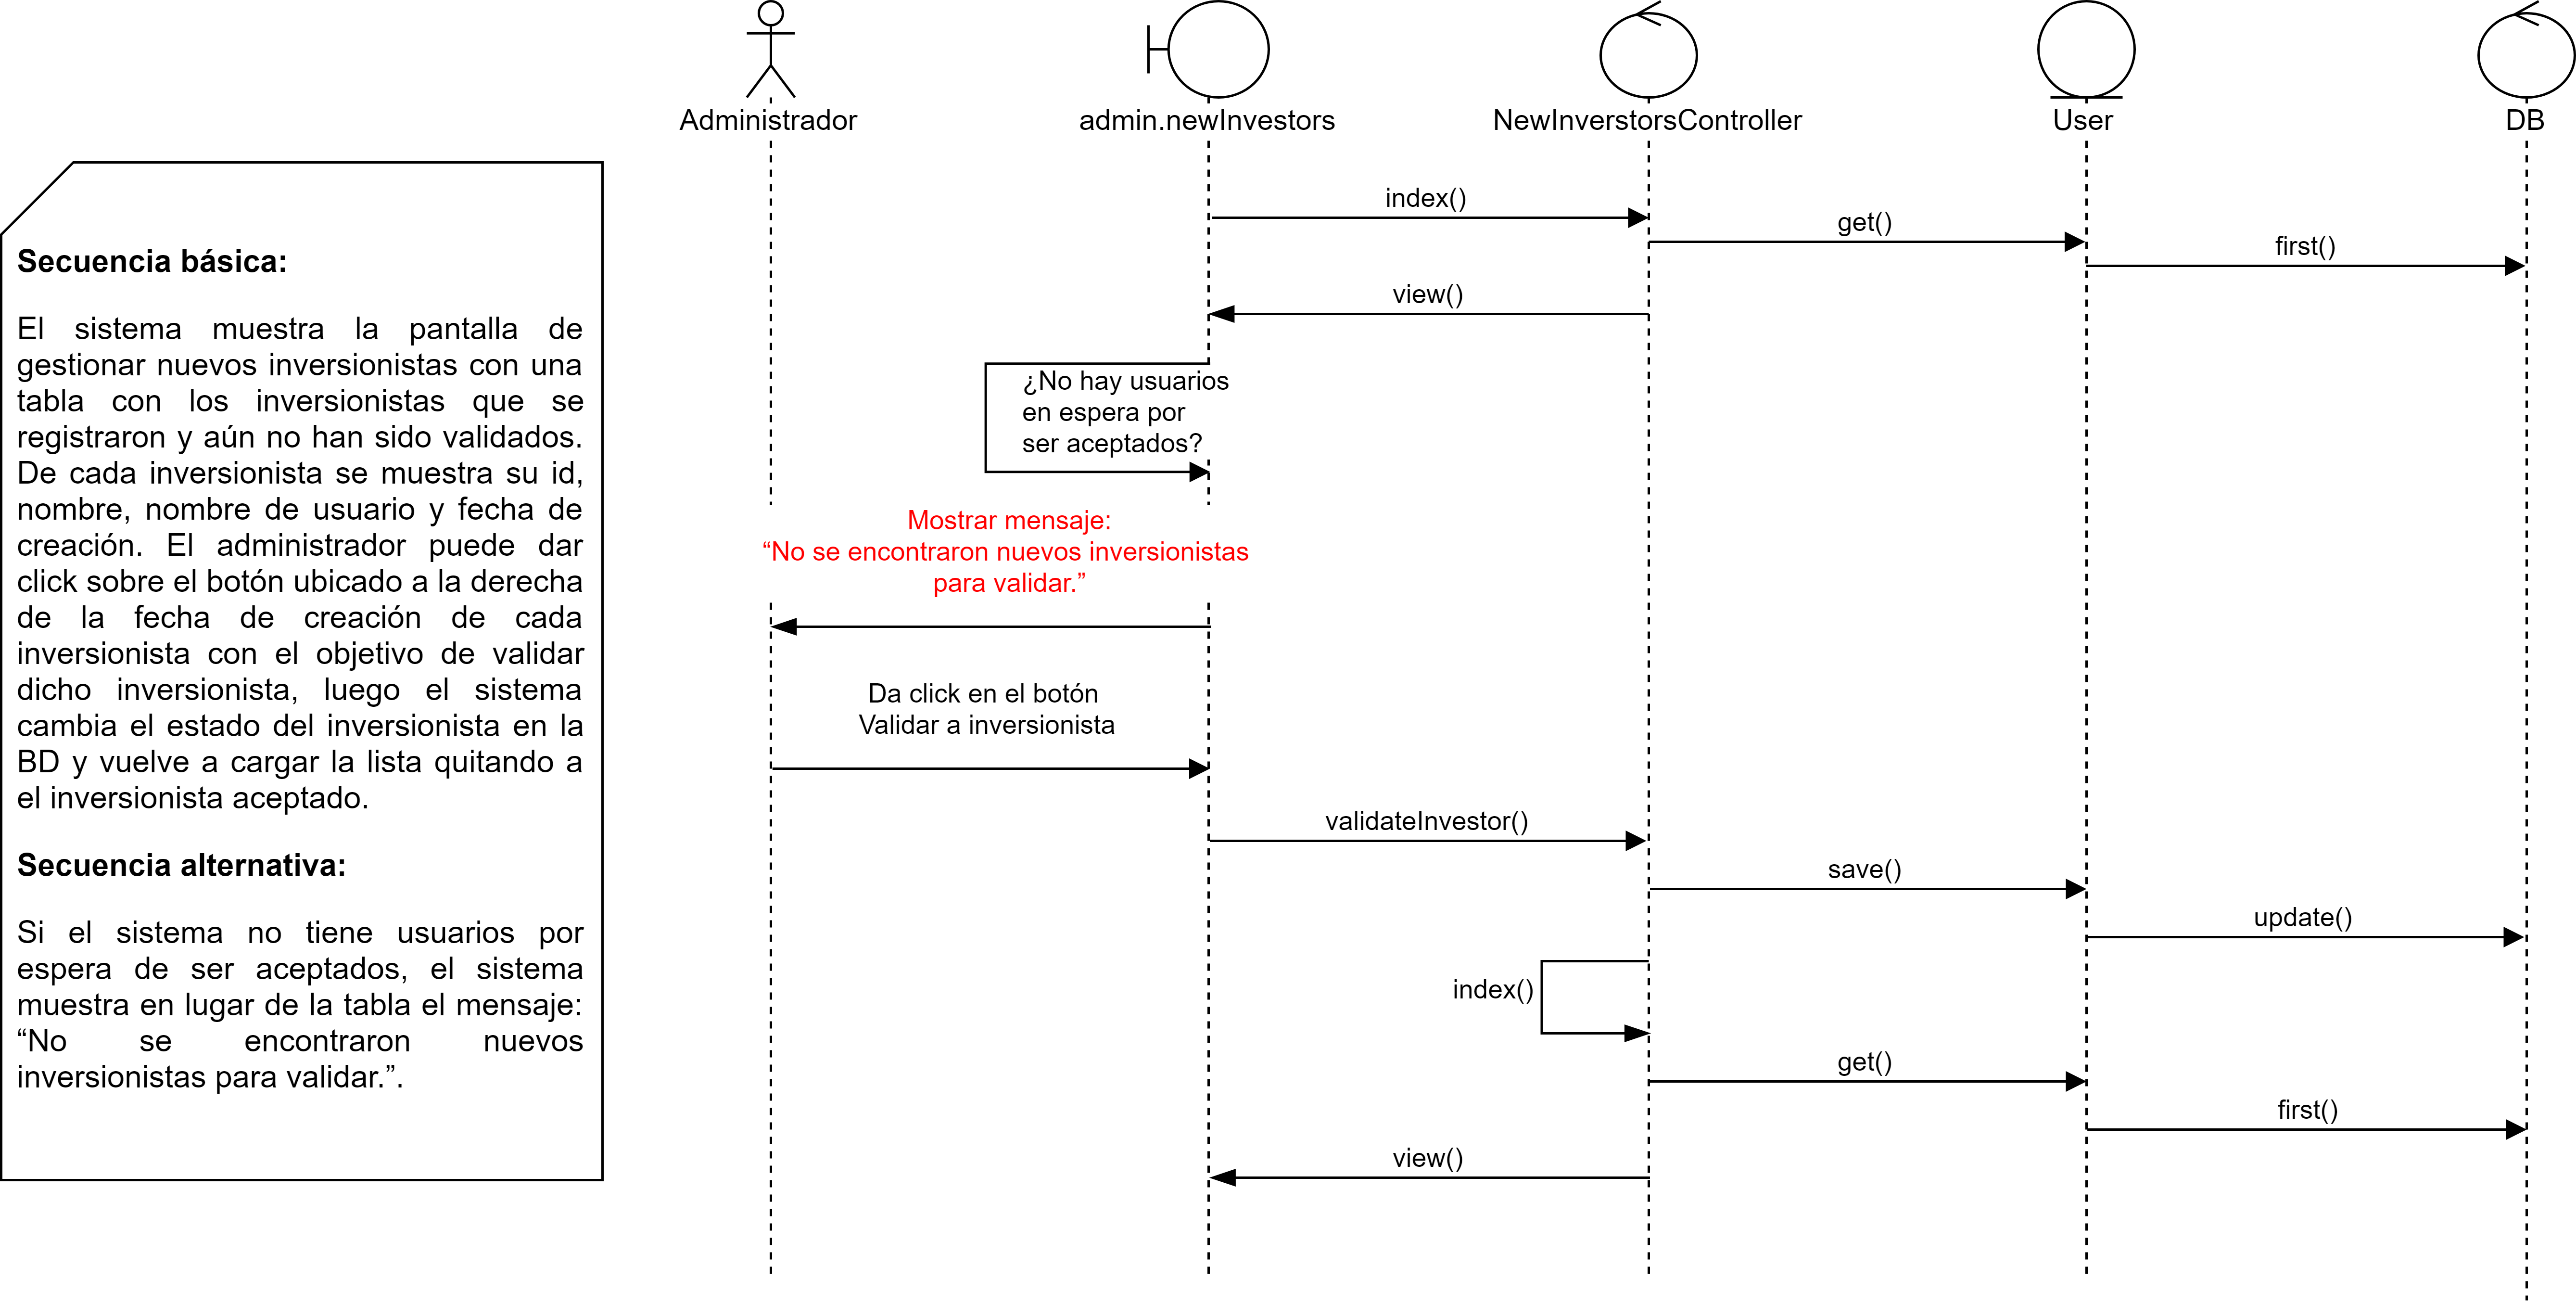 Administrador
admin.newInvestors
NewInverstorsController
User
DB
Secuencia básica:
El sistema muestra la pantalla de
gestionar nuevos inversionistas con una
tabla con los inversionistas que se
registraron y aún no han sido validados.
De cada inversionista se muestra su id,
nombre, nombre de usuario y fecha de
creación. El administrador puede dar
click sobre el botón ubicado a la derecha
de la fecha de creación de cada
inversionista con el objetivo de validar
dicho inversionista, luego el sistema
cambia el estado del inversionista en la
BD y vuelve a cargar la lista quitando a
el inversionista aceptado.
Secuencia alternativa:
Si el sistema no tiene usuarios por
espera de ser aceptados, el sistema
muestra en lugar de la tabla el mensaje:
“No se encontraron nuevos
inversionistas para validar.”.
index()
get()
first()
view()
¿No hay usuarios
en espera por
ser aceptados?
Mostrar mensaje:
“No se encontraron nuevos inversionistas
para validar.”
Da click en el botón
Validar a inversionista
validateInvestor()
save()
update()
index()
get()
first()
view()